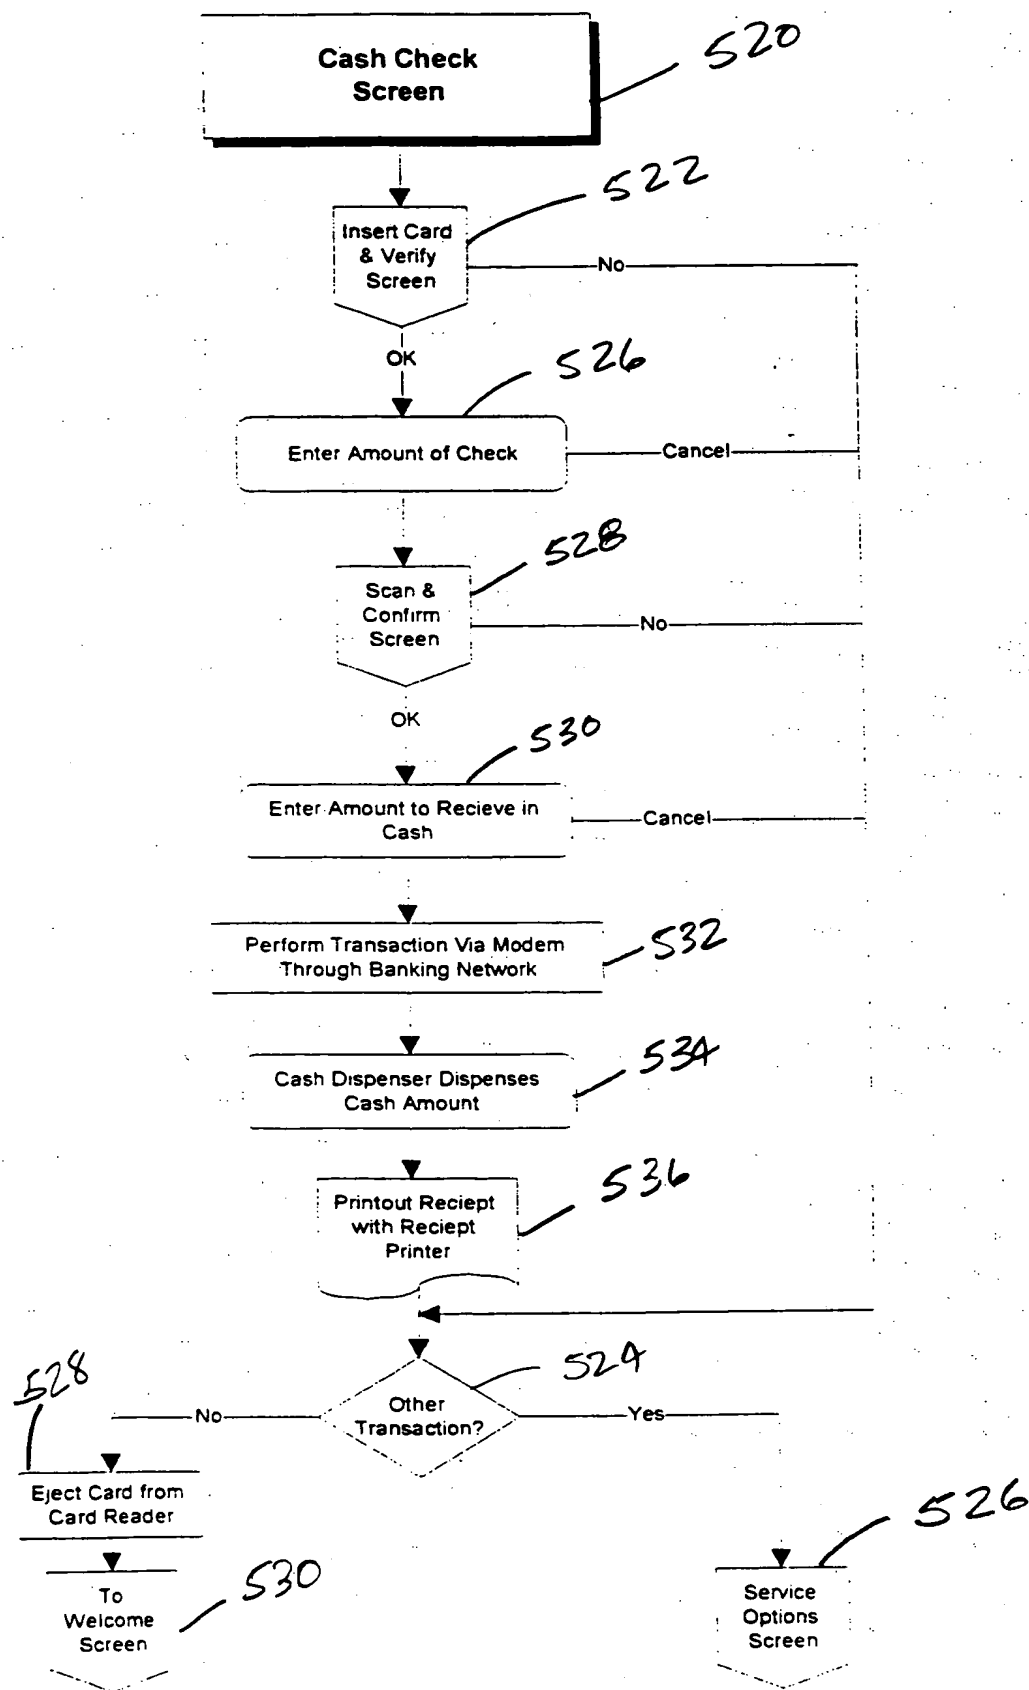 Cash Check
Screen
520
522
Insert Card
& Verify
Screen
No
OK
526
Enter Amount of Check
Cancel
528
Scan &
Confirm
Screen
No
OK
530
Enter Amount to Recieve in
Cash
Cancel
Perform Transaction Via Modem
Through Banking Network
532
534
Cash Dispenser Dispenses
Cash Amount
536
Printout Reciept
with Reciept
Printer
524
528
Other
Transaction?
No
Yes
Eject Card from
Card Reader
526
530
To
Welcome
Screen
Service
Options
Screen